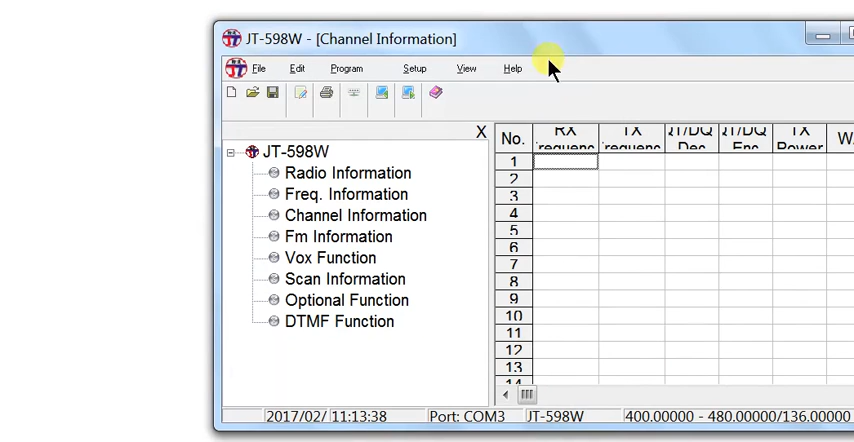 JT-598W - [Channel Information]
File Edit Program Setup View Help
X
JT-598W
Radio Information
Freq. Information
Channel Information
Fm Information
Vox Function
Scan Information
Optional Function
DTMF Function
No. RX TX Power
1
2
3
4
5
6
7
8
9
10
11
12
13
14
2017/02/ 11:13:38 Port: COM3 JT-598W 400.00000 - 480.00000/136.00000